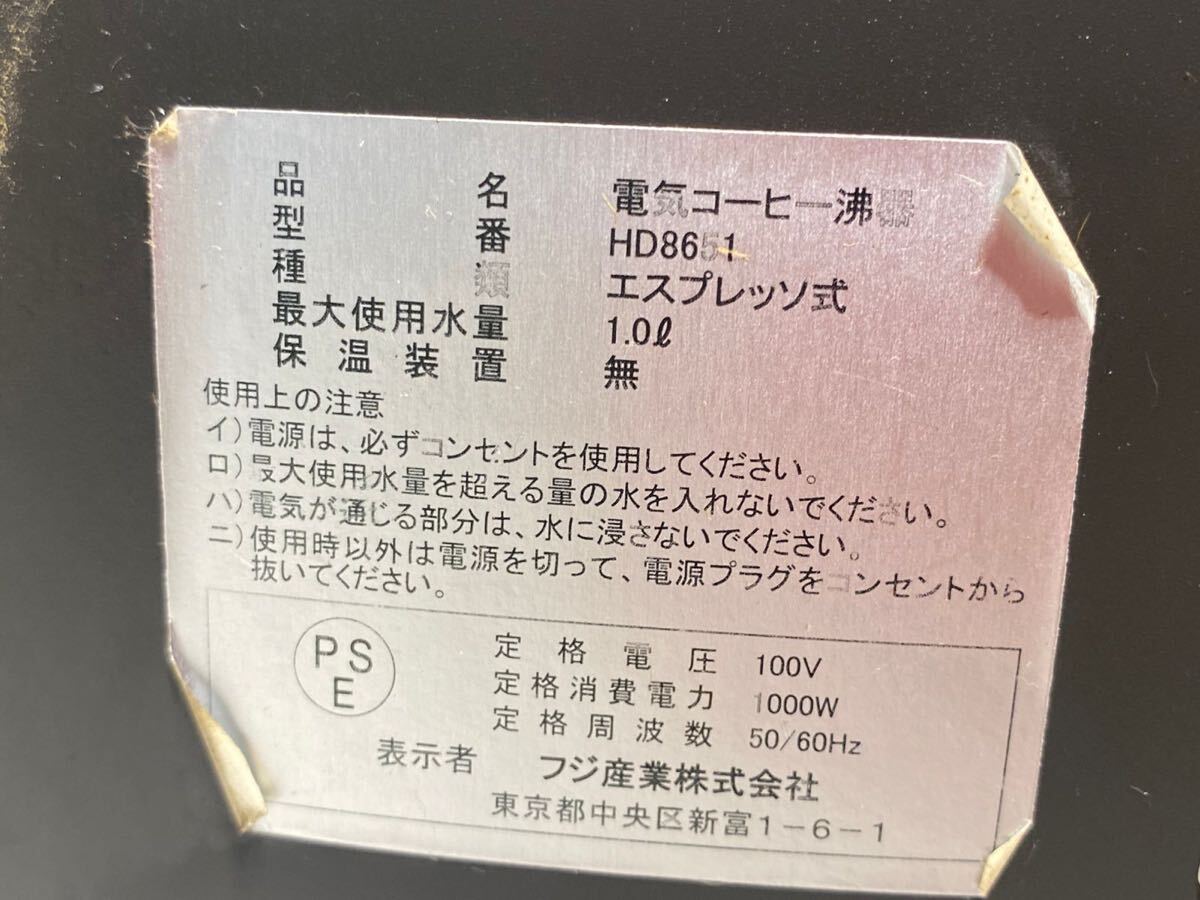 品名 電気コーヒー沸器
型番 HD8651
種類 エスプレッソ式
最大使用水量 1.0ℓ
保温装置 無
使用上の注意
イ)電源は、必ずコンセントを使用してください。
ロ)最大使用水量を超える量の水を入れないでください。
ハ)電気が通じる部分は、水に浸さないでください。
ニ)使用時以外は電源を切って、電源プラグをコンセントから
抜いてください。
PS
E
定格電圧 100V
定格消費電力 1000W
定格周波数 50/60Hz
表示者 フジ産業株式会社
東京都中央区新富1-6-1